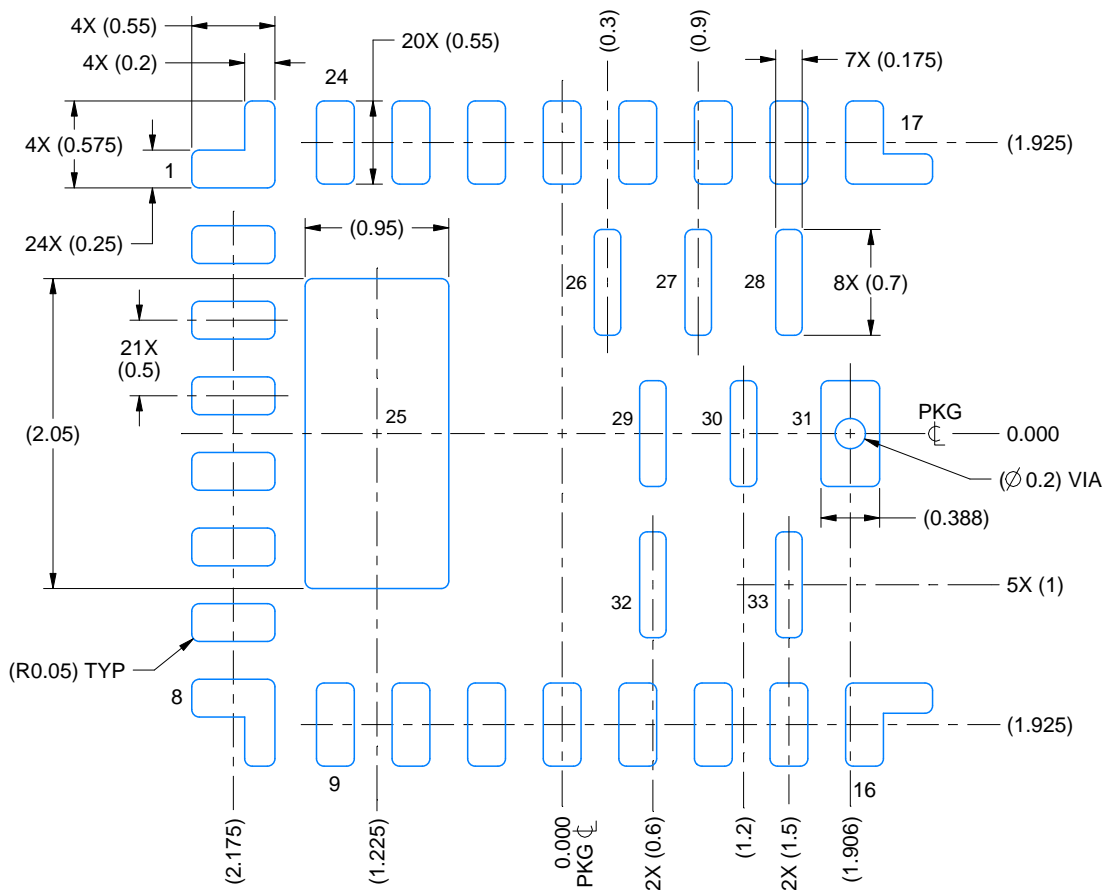 4X (0.55)
4X (0.2)
24
20X (0.55)
(0.3)
(0.9)
7X (0.175)
4X (0.575)
1
17
(1.925)
24X (0.25)
(0.95)
26
27
28
8X (0.7)
21X
(0.5)
(2.05)
25
29
30
31
PKG
℄
0.000
(∅ 0.2) VIA
(0.388)
32
33
5X (1)
(R0.05) TYP
8
(1.925)
9
16
(2.175)
(1.225)
0.000
PKG ℄
2X (0.6)
(1.2)
2X (1.5)
(1.906)